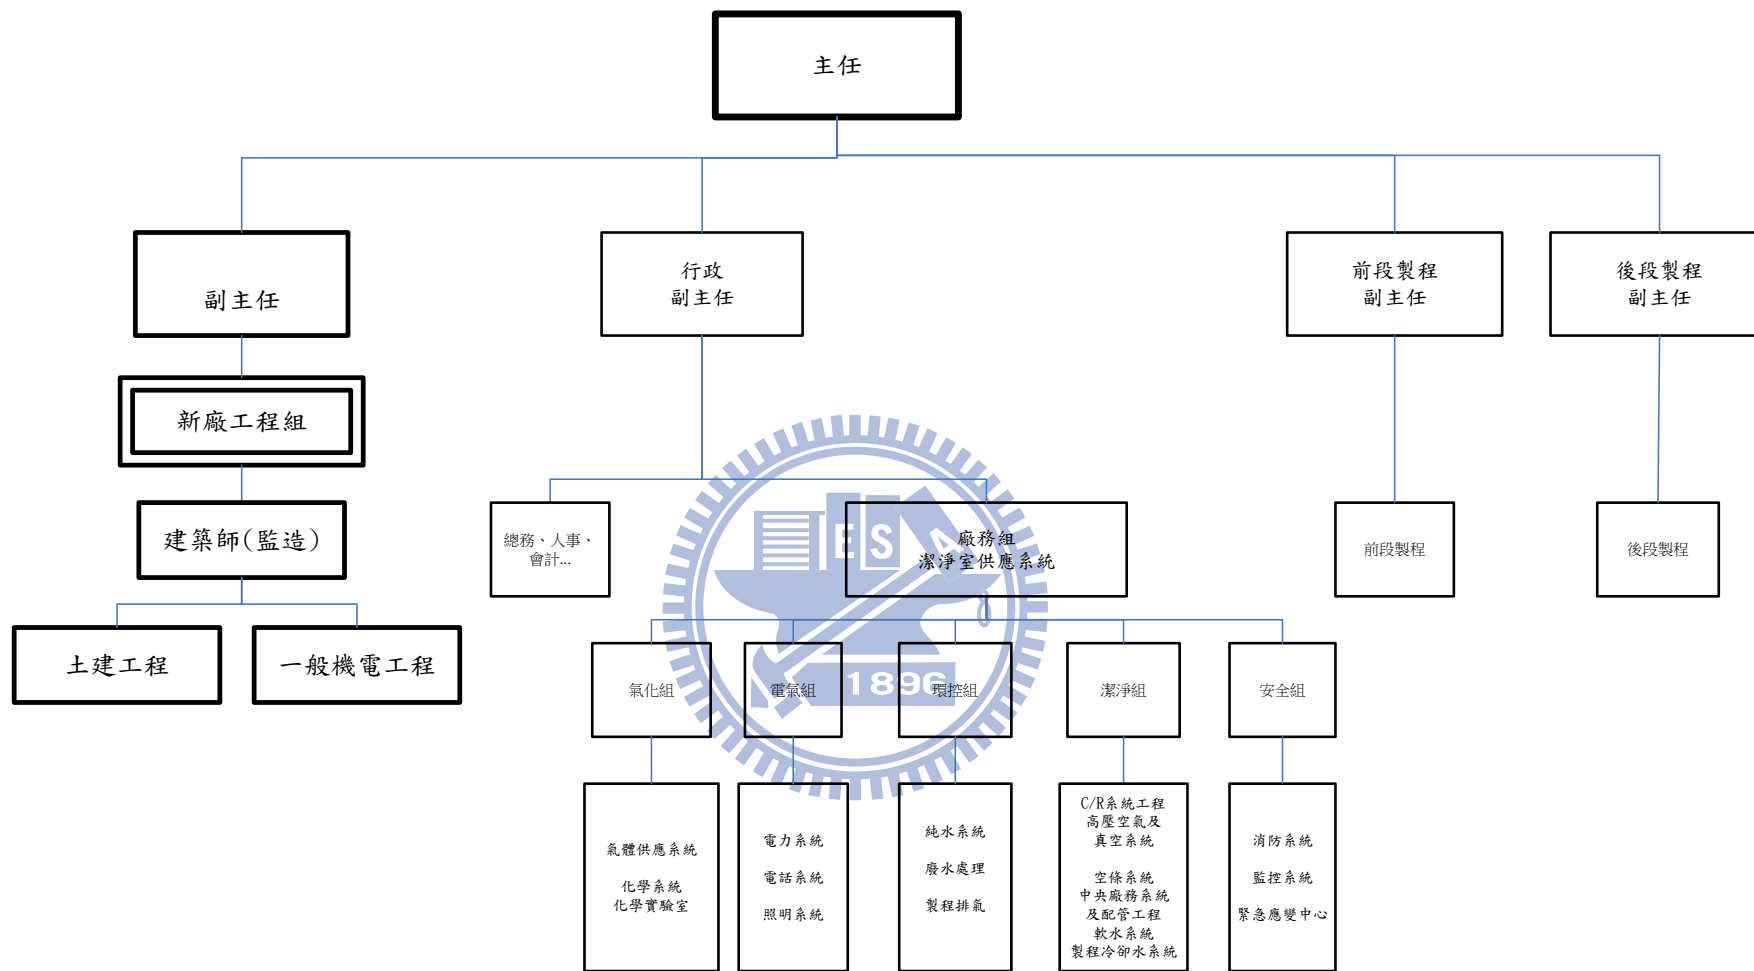 主任
副主任
行政
副主任
前段製程
副主任
後段製程
副主任
新廠工程組
建築師(監造)
總務、人事、
會計...
廠務組
潔淨室供應系統
前段製程
後段製程
土建工程
一般機電工程
氣化組
電氣組
環控組
潔淨組
安全組
氣體供應系統
化學系統
化學實驗室
電力系統
電話系統
照明系統
純水系統
廢水處理
製程排氣
C/R系統工程
高壓空氣及
真空系統
空條系統
中央廠務系統
及配管工程
軟水系統
製程冷卻水系統
消防系統
監控系統
緊急應變中心
E S A
1896